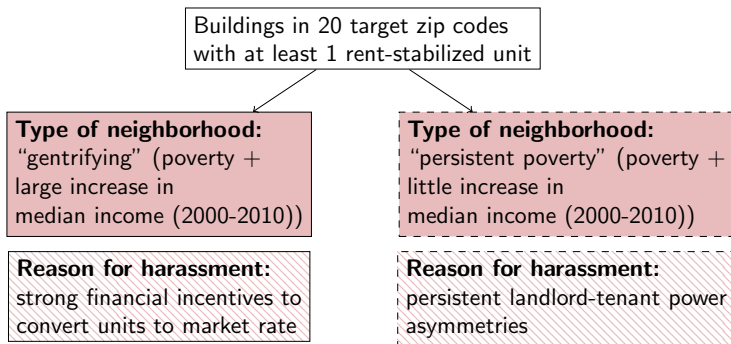 Buildings in 20 target zip codes
with at least 1 rent-stabilized unit
Type of neighborhood:
“gentrifying” (poverty +
large increase in
median income (2000-2010))
Type of neighborhood:
“persistent poverty” (poverty +
little increase in
median income (2000-2010))
Reason for harassment:
strong financial incentives to
convert units to market rate
Reason for harassment:
persistent landlord-tenant power
asymmetries